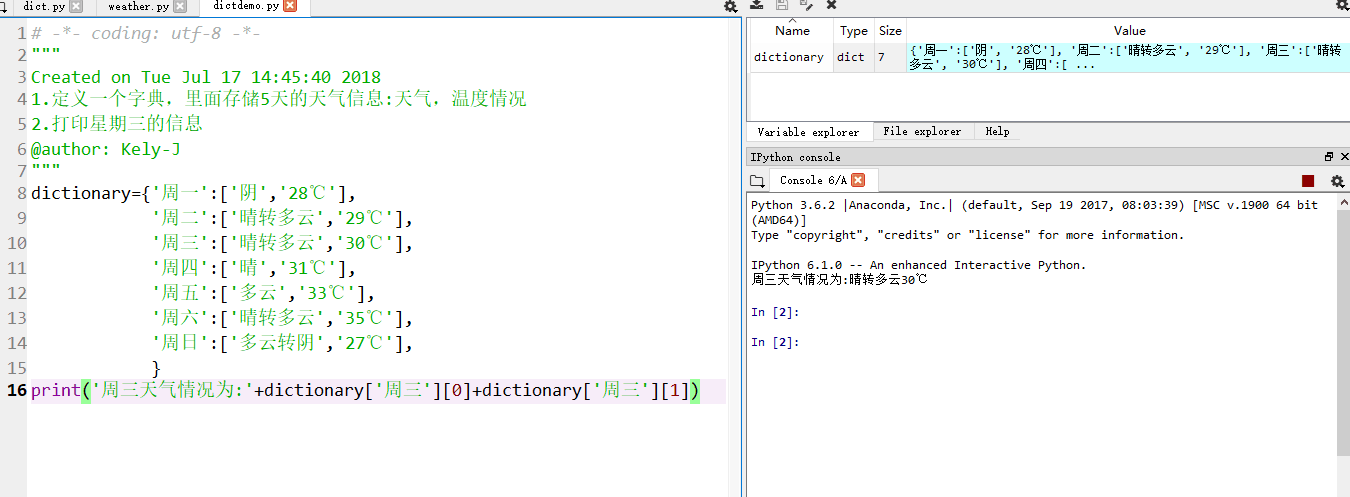 dict.py
weather.py
dictdemo.py
1 # -*- coding: utf-8 -*-
2 """
3 Created on Tue Jul 17 14:45:40 2018
4 1.定义一个字典，里面存储5天的天气信息:天气，温度情况
5 2.打印星期三的信息
6 @author: Kely-J
7 """
8 dictionary={'周一':['阴','28℃'],
9 '周二':['晴转多云','29℃'],
10 '周三':['晴转多云','30℃'],
11 '周四':['晴','31℃'],
12 '周五':['多云','33℃'],
13 '周六':['晴转多云','35℃'],
14 '周日':['多云转阴','27℃'],
15 }
16 print('周三天气情况为:'+dictionary['周三'][0]+dictionary['周三'][1])
Name Type Size Value
dictionary dict 7 {'周一':['阴', '28℃'], '周二':['晴转多云', '29℃'], '周三':['晴转
多云', '30℃'], '周四':[ ...
Variable explorer File explorer Help
IPython console
Console 6/A
Python 3.6.2 |Anaconda, Inc.| (default, Sep 19 2017, 08:03:39) [MSC v.1900 64 bit
(AMD64)]
Type "copyright", "credits" or "license" for more information.
IPython 6.1.0 -- An enhanced Interactive Python.
周三天气情况为:晴转多云30℃
In [2]:
In [2]: